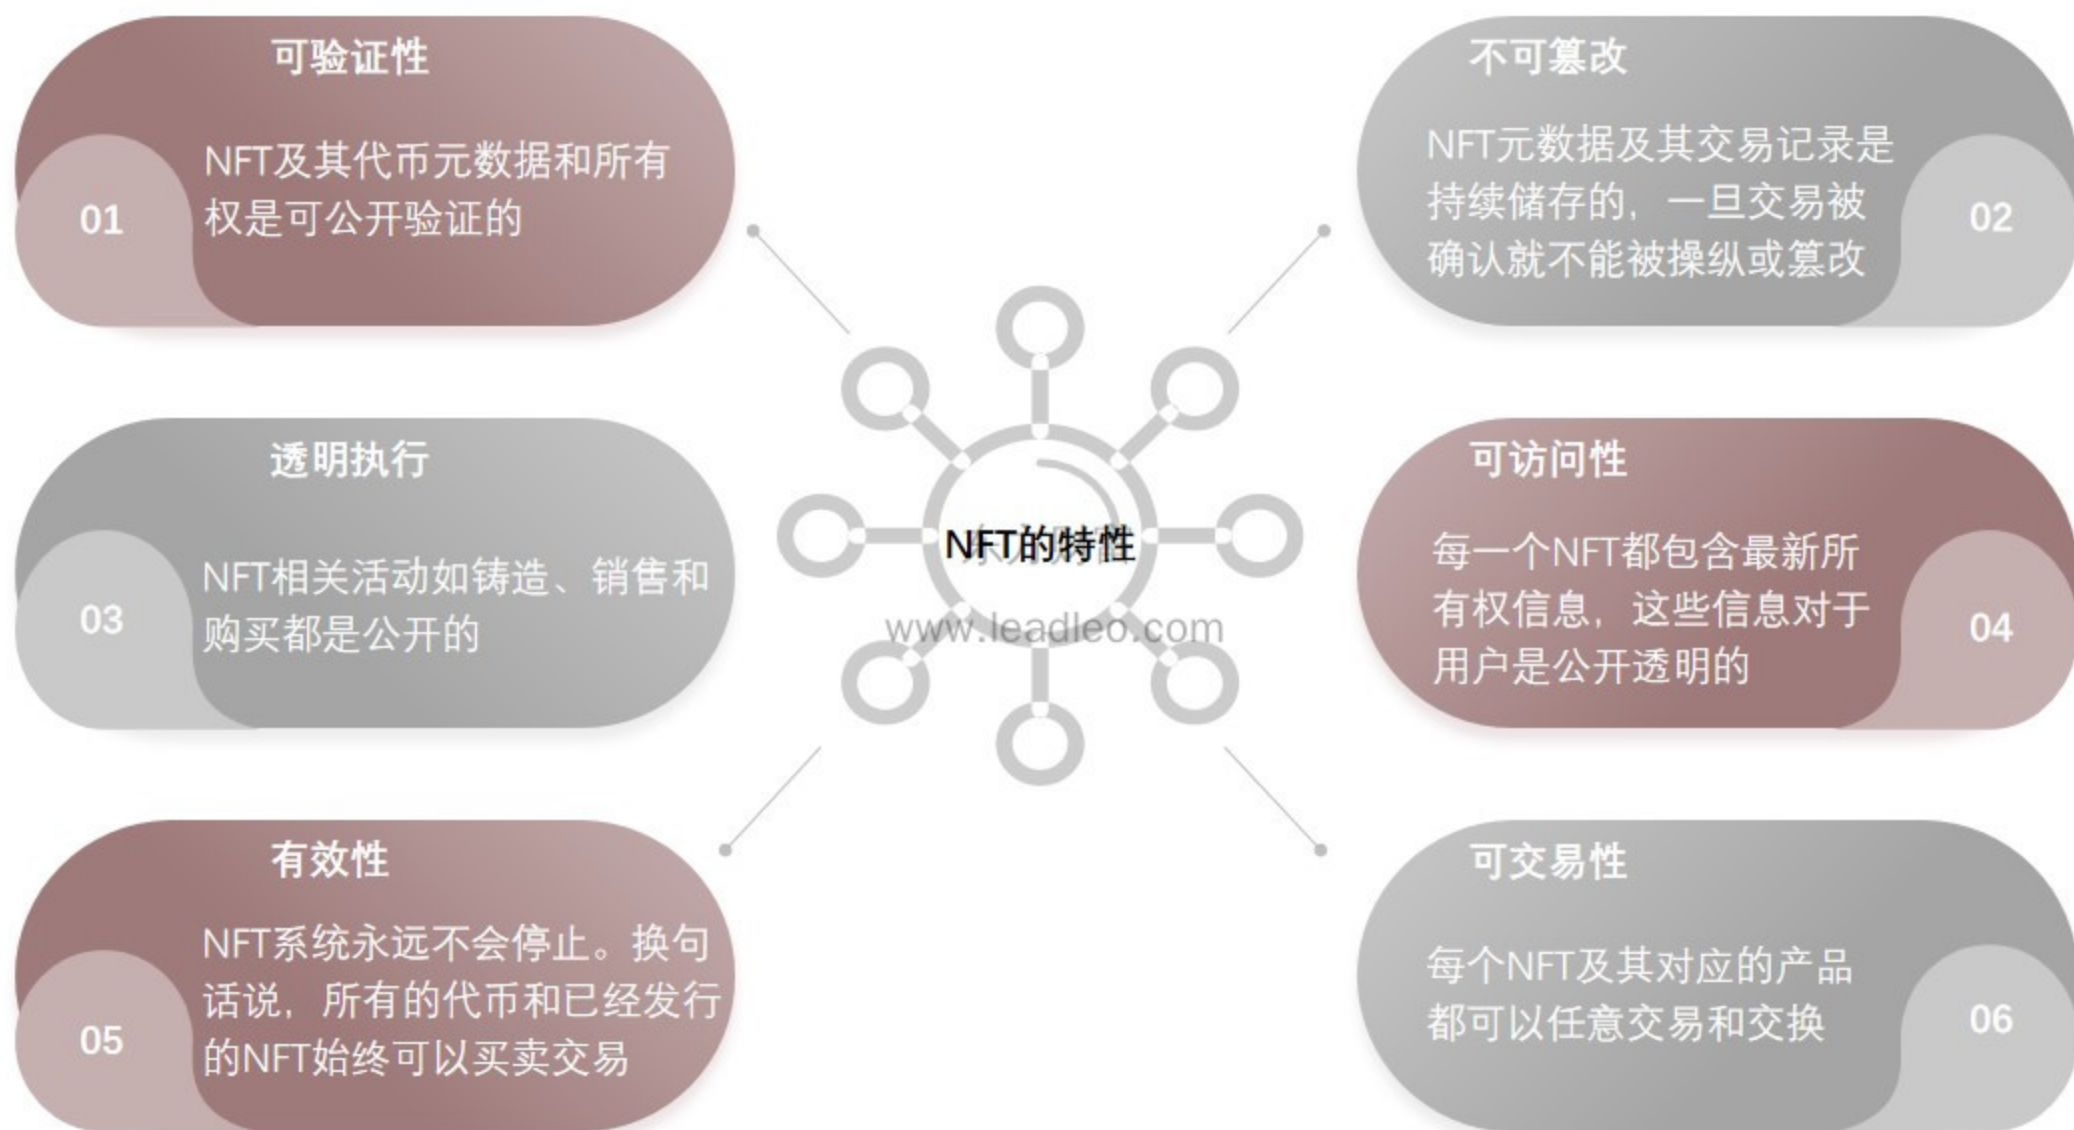 可验证性
NFT及其代币元数据和所有
权是可公开验证的
01
不可篡改
NFT元数据及其交易记录是
持续储存的，一旦交易被
确认就不能被操纵或篡改
02
透明执行
NFT相关活动如铸造、销售和
购买都是公开的
03
NFT的特性
www.leadleo.com
可访问性
每一个NFT都包含最新所
有权信息，这些信息对于
用户是公开透明的
04
有效性
NFT系统永远不会停止。换句
话说，所有的代币和已经发行
的NFT始终可以买卖交易
05
可交易性
每个NFT及其对应的产品
都可以任意交易和交换
06